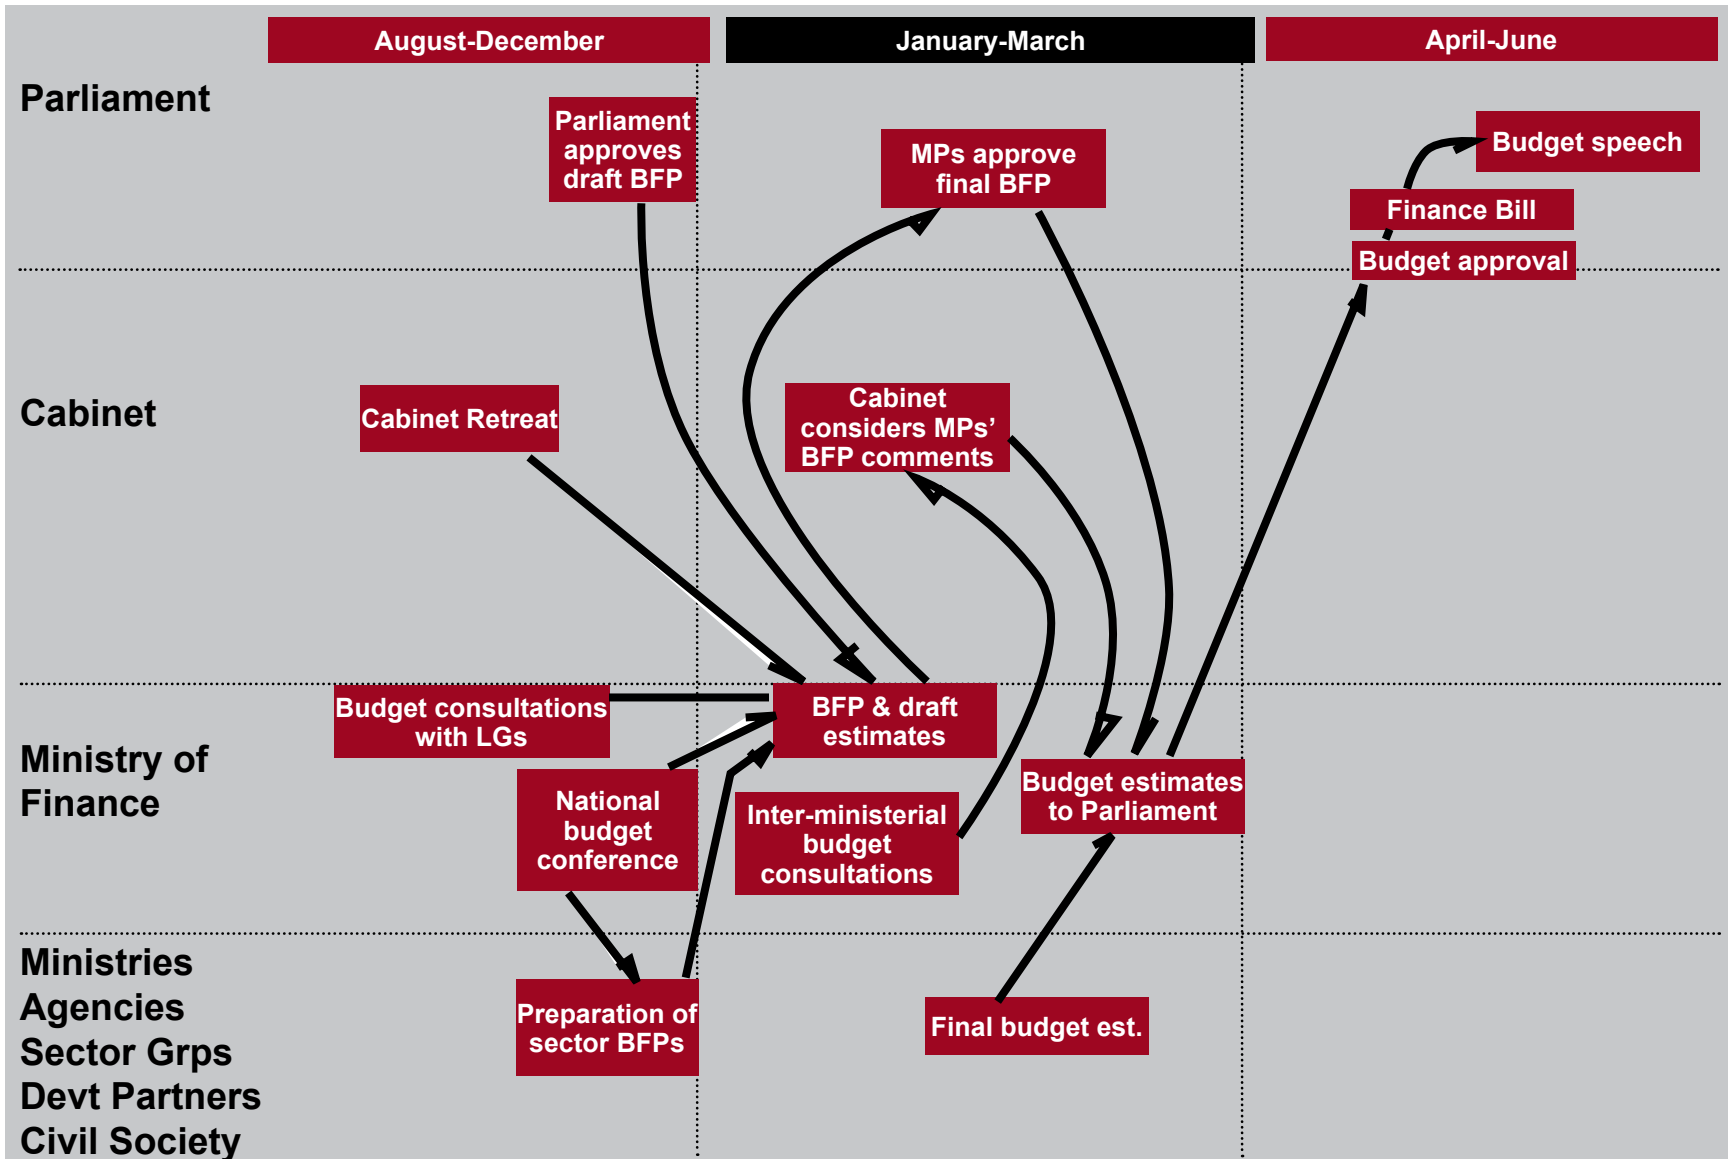 August-December
January-March
April-June
Parliament
Parliament
approves
draft BFP
MPs approve
final BFP
Budget speech
Finance Bill
Budget approval
Cabinet
Cabinet Retreat
Cabinet
considers MPs’
BFP comments
Ministry of
Finance
Budget consultations
with LGs
BFP & draft
estimates
National
budget
conference
Inter-ministerial
budget
consultations
Budget estimates
to Parliament
Ministries
Agencies
Sector Grps
Devt Partners
Civil Society
Preparation of
sector BFPs
Final budget est.